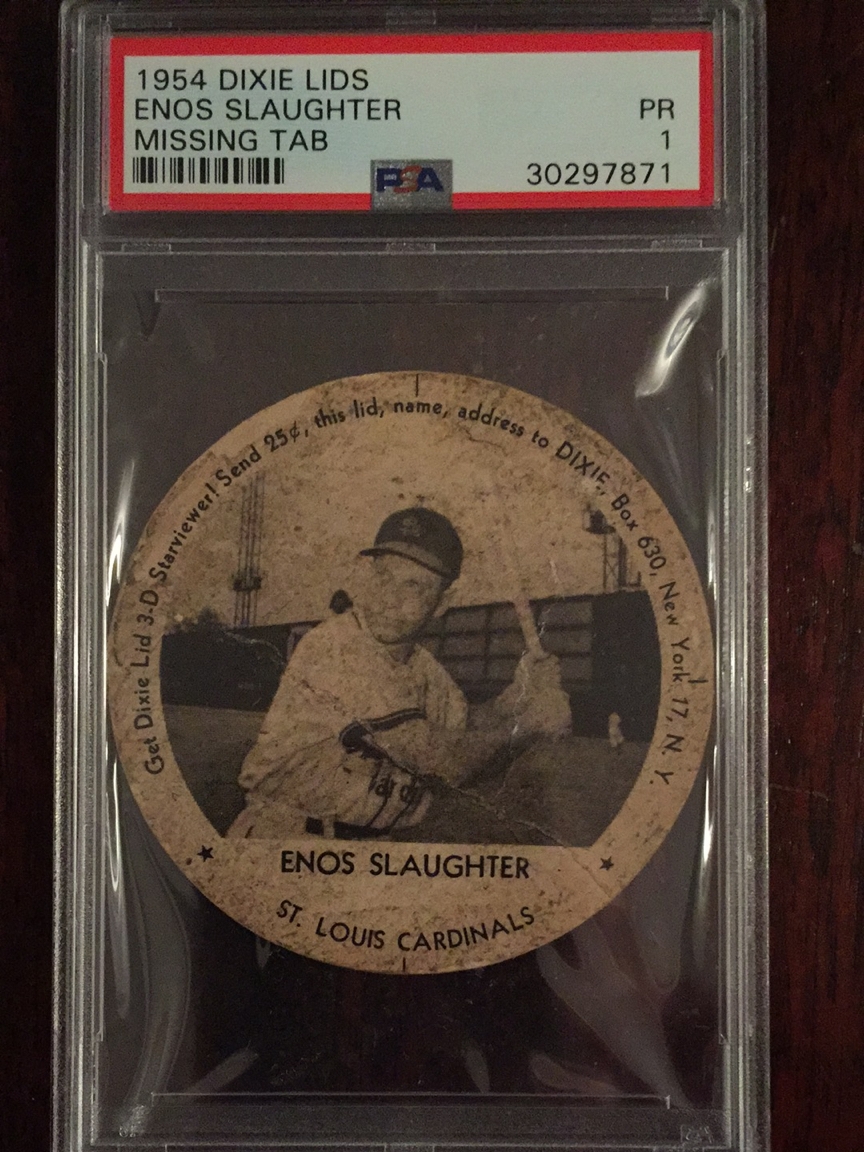 1954 DIXIE LIDS
ENOS SLAUGHTER PR
MISSING TAB 1
PSA 30297871
Get Dixie Lid 3-D Starviewer! Send 25¢, this lid, name, address to DIXIE, Box 630, New York 17, N. Y.
ENOS SLAUGHTER
ST. LOUIS CARDINALS